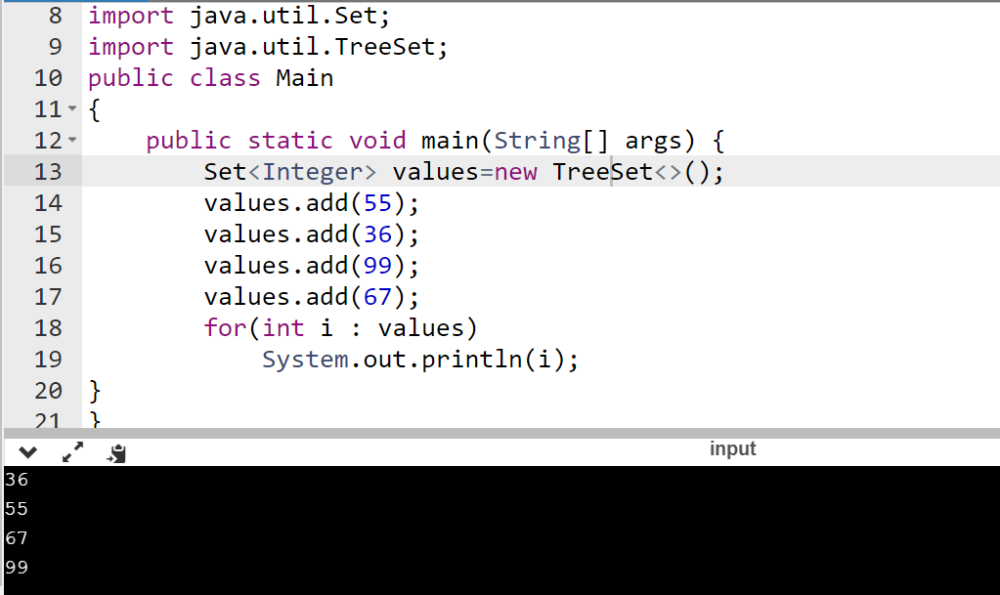 8 import java.util.Set;
9 import java.util.TreeSet;
10 public class Main
11 {
12 public static void main(String[] args) {
13 Set<Integer> values=new TreeSet<>();
14 values.add(55);
15 values.add(36);
16 values.add(99);
17 values.add(67);
18 for(int i : values)
19 System.out.println(i);
20 }
21 }
input
36
55
67
99